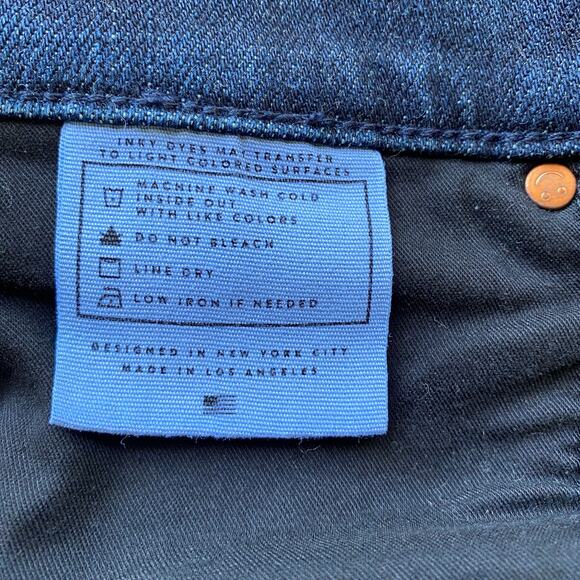 INKY DYES MAY TRANSFER
TO LIGHT COLORED SURFACES
MACHINE WASH COLD
INSIDE OUT
WITH LIKE COLORS
DO NOT BLEACH
LINE DRY
LOW IRON IF NEEDED
DESIGNED IN NEW YORK CITY
MADE IN LOS ANGELES